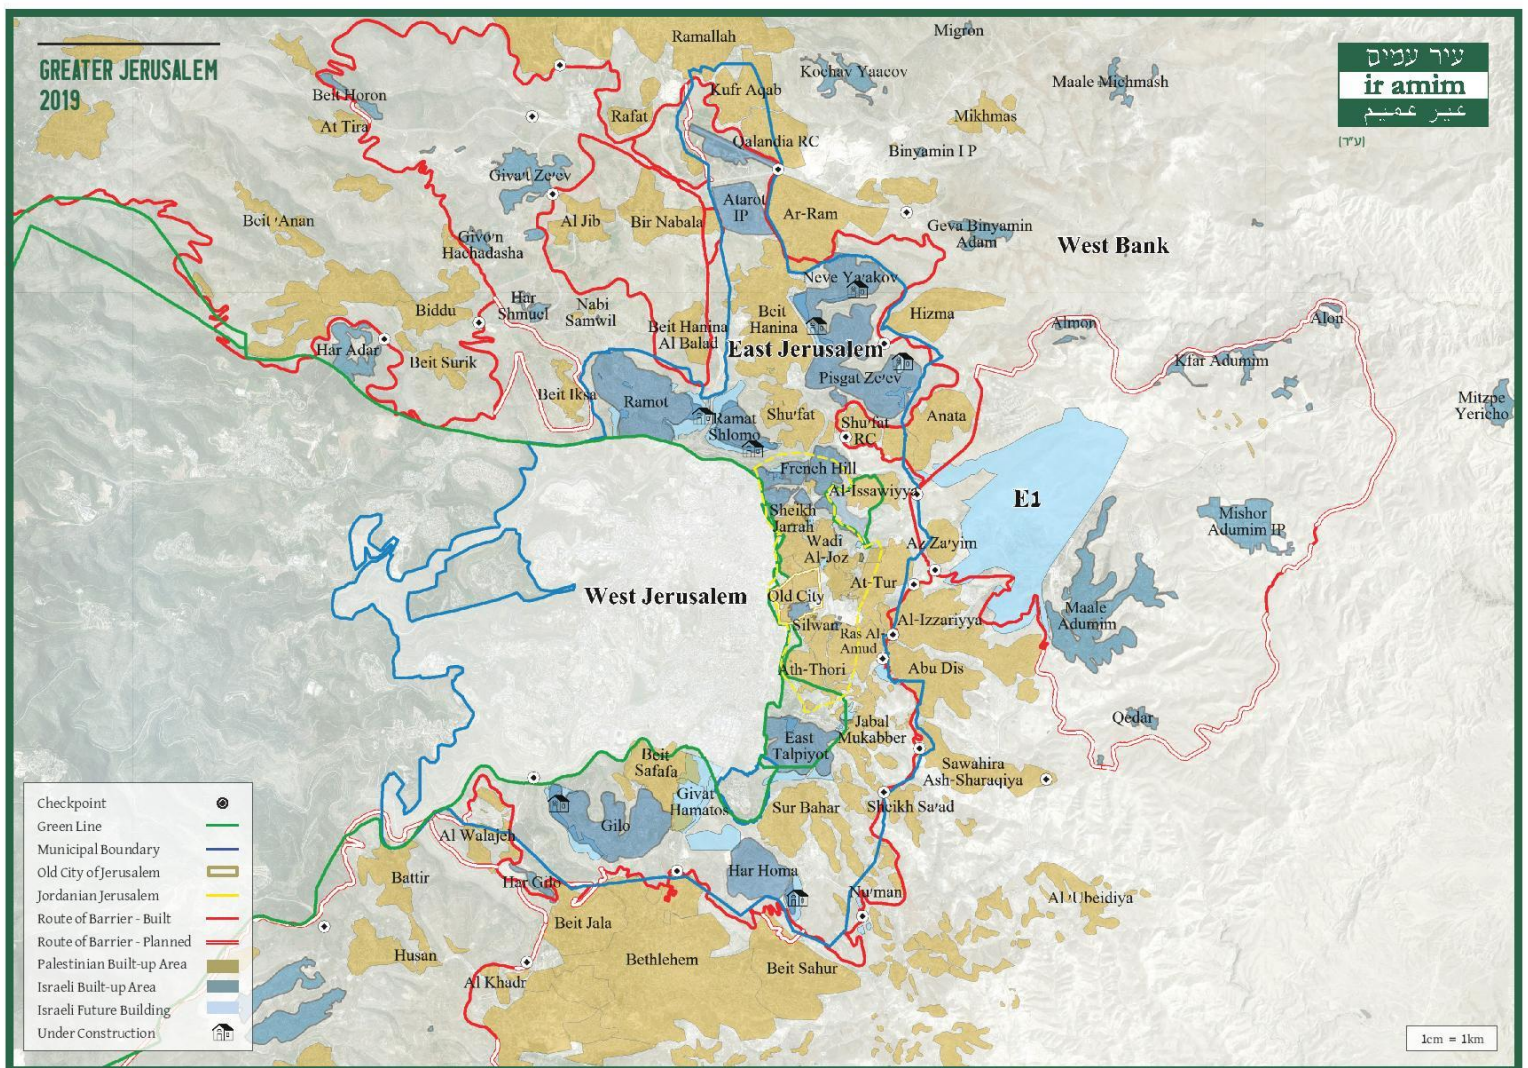 GREATER JERUSALEM
2019
עיר עמים
ir amim
عير عميم
(ע"ר)
Ramallah
Migron
Kochav Yaacov
Maale Michmash
Beit Horon
At Tira
Rafat
Kufr Aqab
Mikhmas
Qalandia RC
Binyamin I P
Giva't Ze'ev
Beit 'Anan
Al Jib
Bir Nabala
Atarot
IP
Ar-Ram
Geva Binyamin
Adam
West Bank
Givo'n
Hachadasha
Neve Ya'akov
Biddu
Har
Shmuel
Nabi
Samwil
Beit Hanina
Al Balad
Beit
Hanina
Hizma
Almon
Alon
East Jerusalem
Har Adar
Beit Surik
Pisgat Ze'ev
Kfar Adumim
Mitzpe
Yericho
Beit Iksa
Ramot
Ramat
Shlomo
Shu'fat
Shu'fat
RC
Anata
French Hill
Al-Issawiyya
E1
Sheikh
Jarrah
Mishor
Adumim IP
Wadi
Al-Joz
Az Za'yim
At-Tur
West Jerusalem
Old City
Silwan
Ras Al-
Amud
Al-Izzariyya
Maale
Adumim
Ath-Thori
Abu Dis
Qedar
Jabal
Mukabber
East
Talpiyot
Beit
Safafa
Sawahira
Ash-Sharaqiya
Givat
Hamatos
Sur Bahar
Sheikh Sa'ad
Gilo
Al Walajeh
Har Homa
Battir
Har Gilo
Nu'man
Al 'Ubeidiya
Beit Jala
Husan
Bethlehem
Beit Sahur
Al Khadr
Checkpoint
Green Line
Municipal Boundary
Old City of Jerusalem
Jordanian Jerusalem
Route of Barrier - Built
Route of Barrier - Planned
Palestinian Built-up Area
Israeli Built-up Area
Israeli Future Building
Under Construction
1cm = 1km